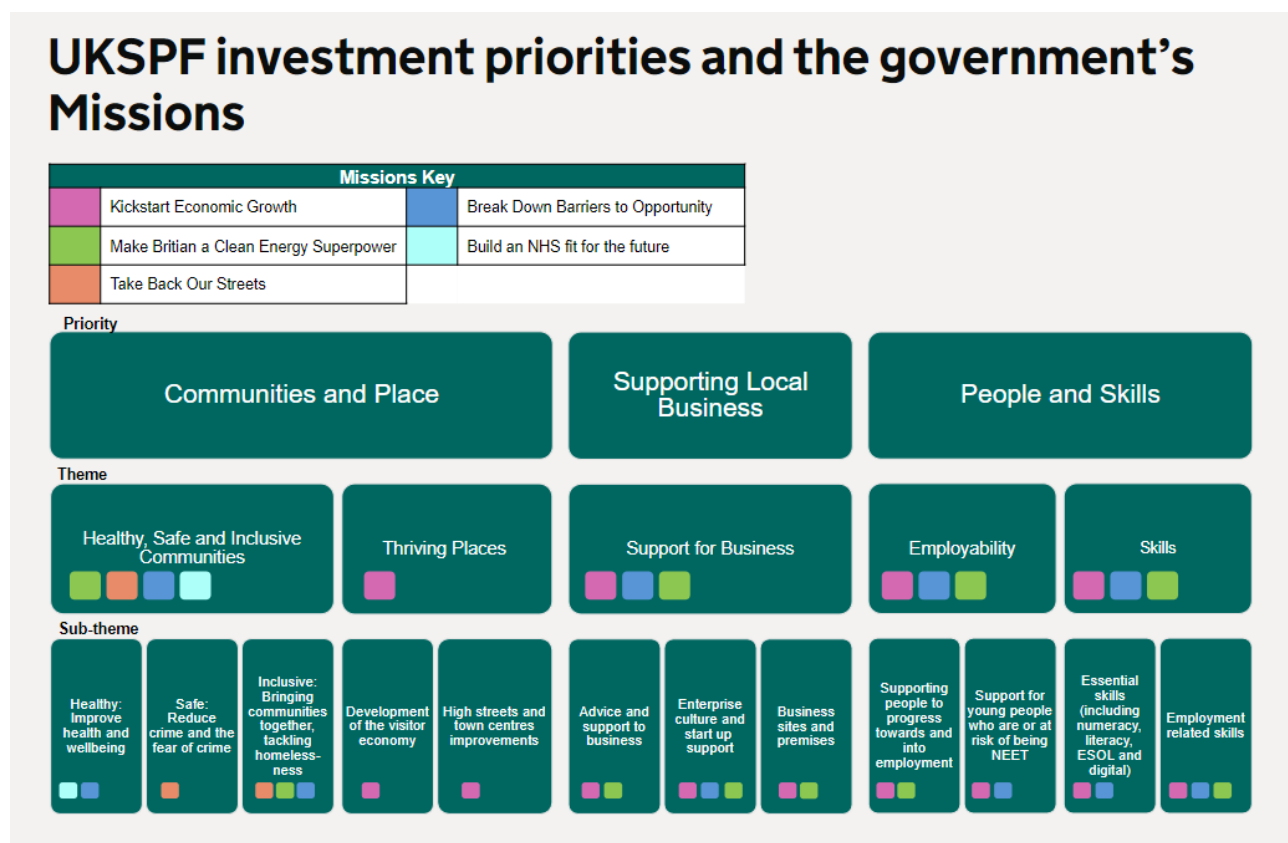 UKSPF investment priorities and the government’s
Missions
Missions Key
Kickstart Economic Growth
Break Down Barriers to Opportunity
Make Britian a Clean Energy Superpower
Build an NHS fit for the future
Take Back Our Streets
Priority
Communities and Place
Supporting Local
Business
People and Skills
Theme
Healthy, Safe and Inclusive
Communities
Thriving Places
Support for Business
Employability
Skills
Sub-theme
Healthy:
Improve
health and
wellbeing
Safe:
Reduce
crime and the
fear of crime
Inclusive:
Bringing
communities
together,
tackling
homeless-
ness
Development
of the visitor
economy
High streets and
town centres
improvements
Advice and
support to
business
Enterprise
culture and
start up
support
Business
sites and
premises
Supporting
people to
progress
towards and
into
employment
Support for
young people
who are or at
risk of being
NEET
Essential
skills
(including
numeracy,
literacy,
ESOL and
digital)
Employment
related skills